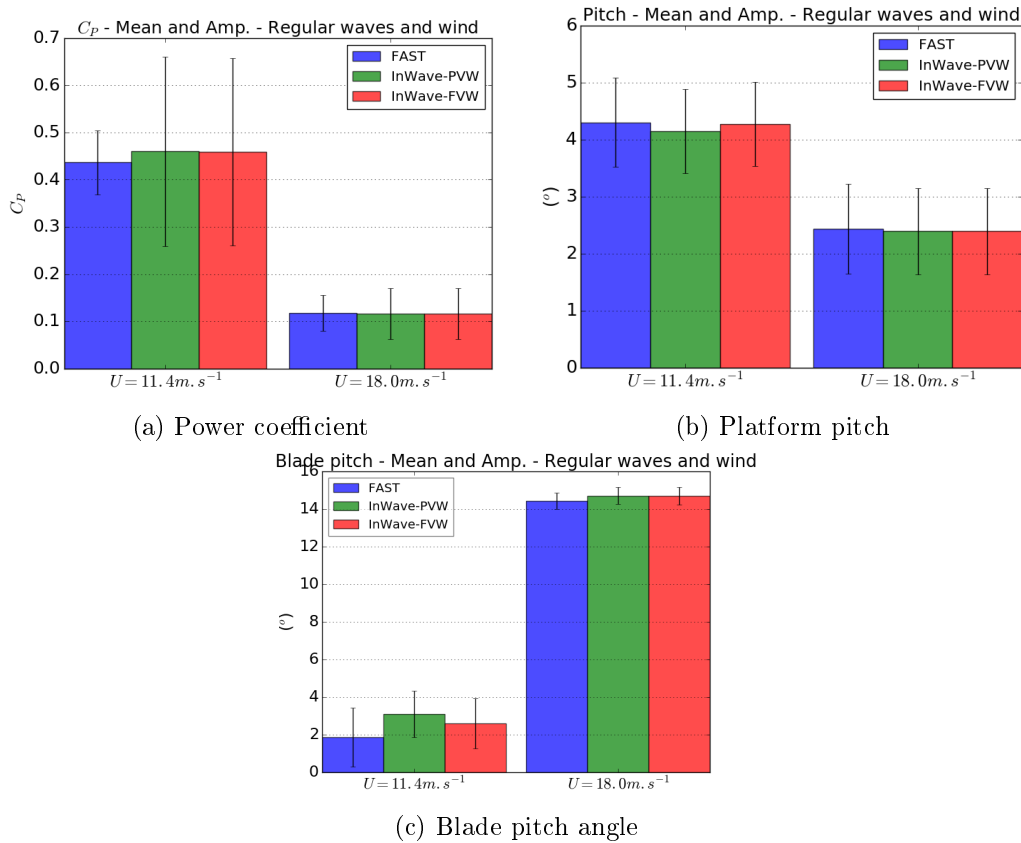 $C_P$ - Mean and Amp. - Regular waves and wind
0.7
0.6
0.5
0.4
0.3
0.2
0.1
0.0
$C_P$
FAST
InWave-PVW
InWave-FVW
$U = 11.4m.s^{-1}$
$U = 18.0m.s^{-1}$
(a) Power coefficient
Pitch - Mean and Amp. - Regular waves and wind
6
5
4
3
2
1
0
(°)
FAST
InWave-PVW
InWave-FVW
$U = 11.4m.s^{-1}$
$U = 18.0m.s^{-1}$
(b) Platform pitch
Blade pitch - Mean and Amp. - Regular waves and wind
16
14
12
10
8
6
4
2
0
(°)
FAST
InWave-PVW
InWave-FVW
$U = 11.4m.s^{-1}$
$U = 18.0m.s^{-1}$
(c) Blade pitch angle